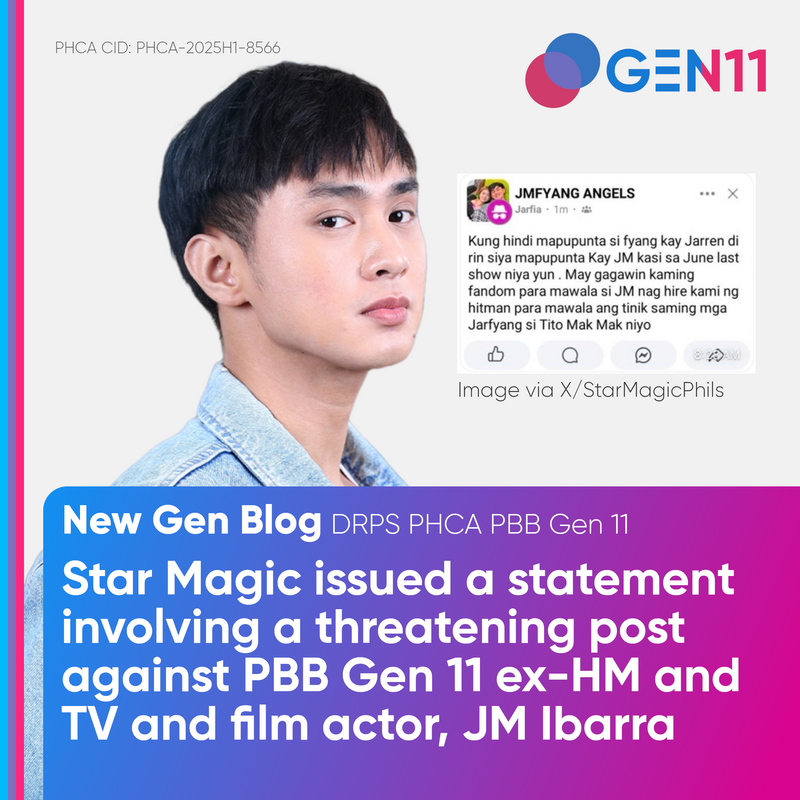 PHCA CID: PHCA-2025H1-8566
GEN11
JMFYANG ANGELS
Jarfia · 1m ·
Kung hindi mapupunta si fyang kay Jarren di
rin siya mapupunta Kay JM kasi sa June last
show niya yun . May gagawin kaming
fandom para mawala si JM nag hire kami ng
hitman para mawala ang tinik saming mga
Jarfyang si Tito Mak Mak niyo
Image via X/StarMagicPhils
New Gen Blog DRPS PHCA PBB Gen 11
Star Magic issued a statement
involving a threatening post
against PBB Gen 11 ex-HM and
TV and film actor, JM Ibarra